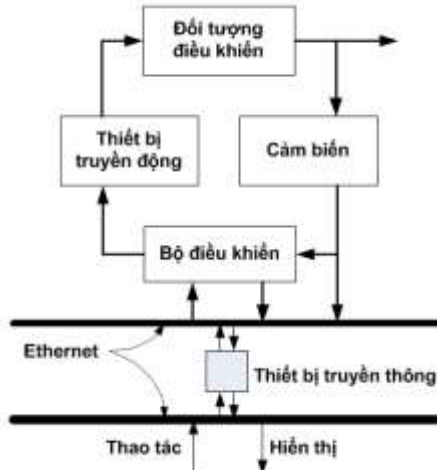 Đối tượng
điều khiển
Thiết bị
truyền động
Cảm biến
Bộ điều khiển
Ethernet
Thiết bị truyền thông
Thao tác
Hiển thị